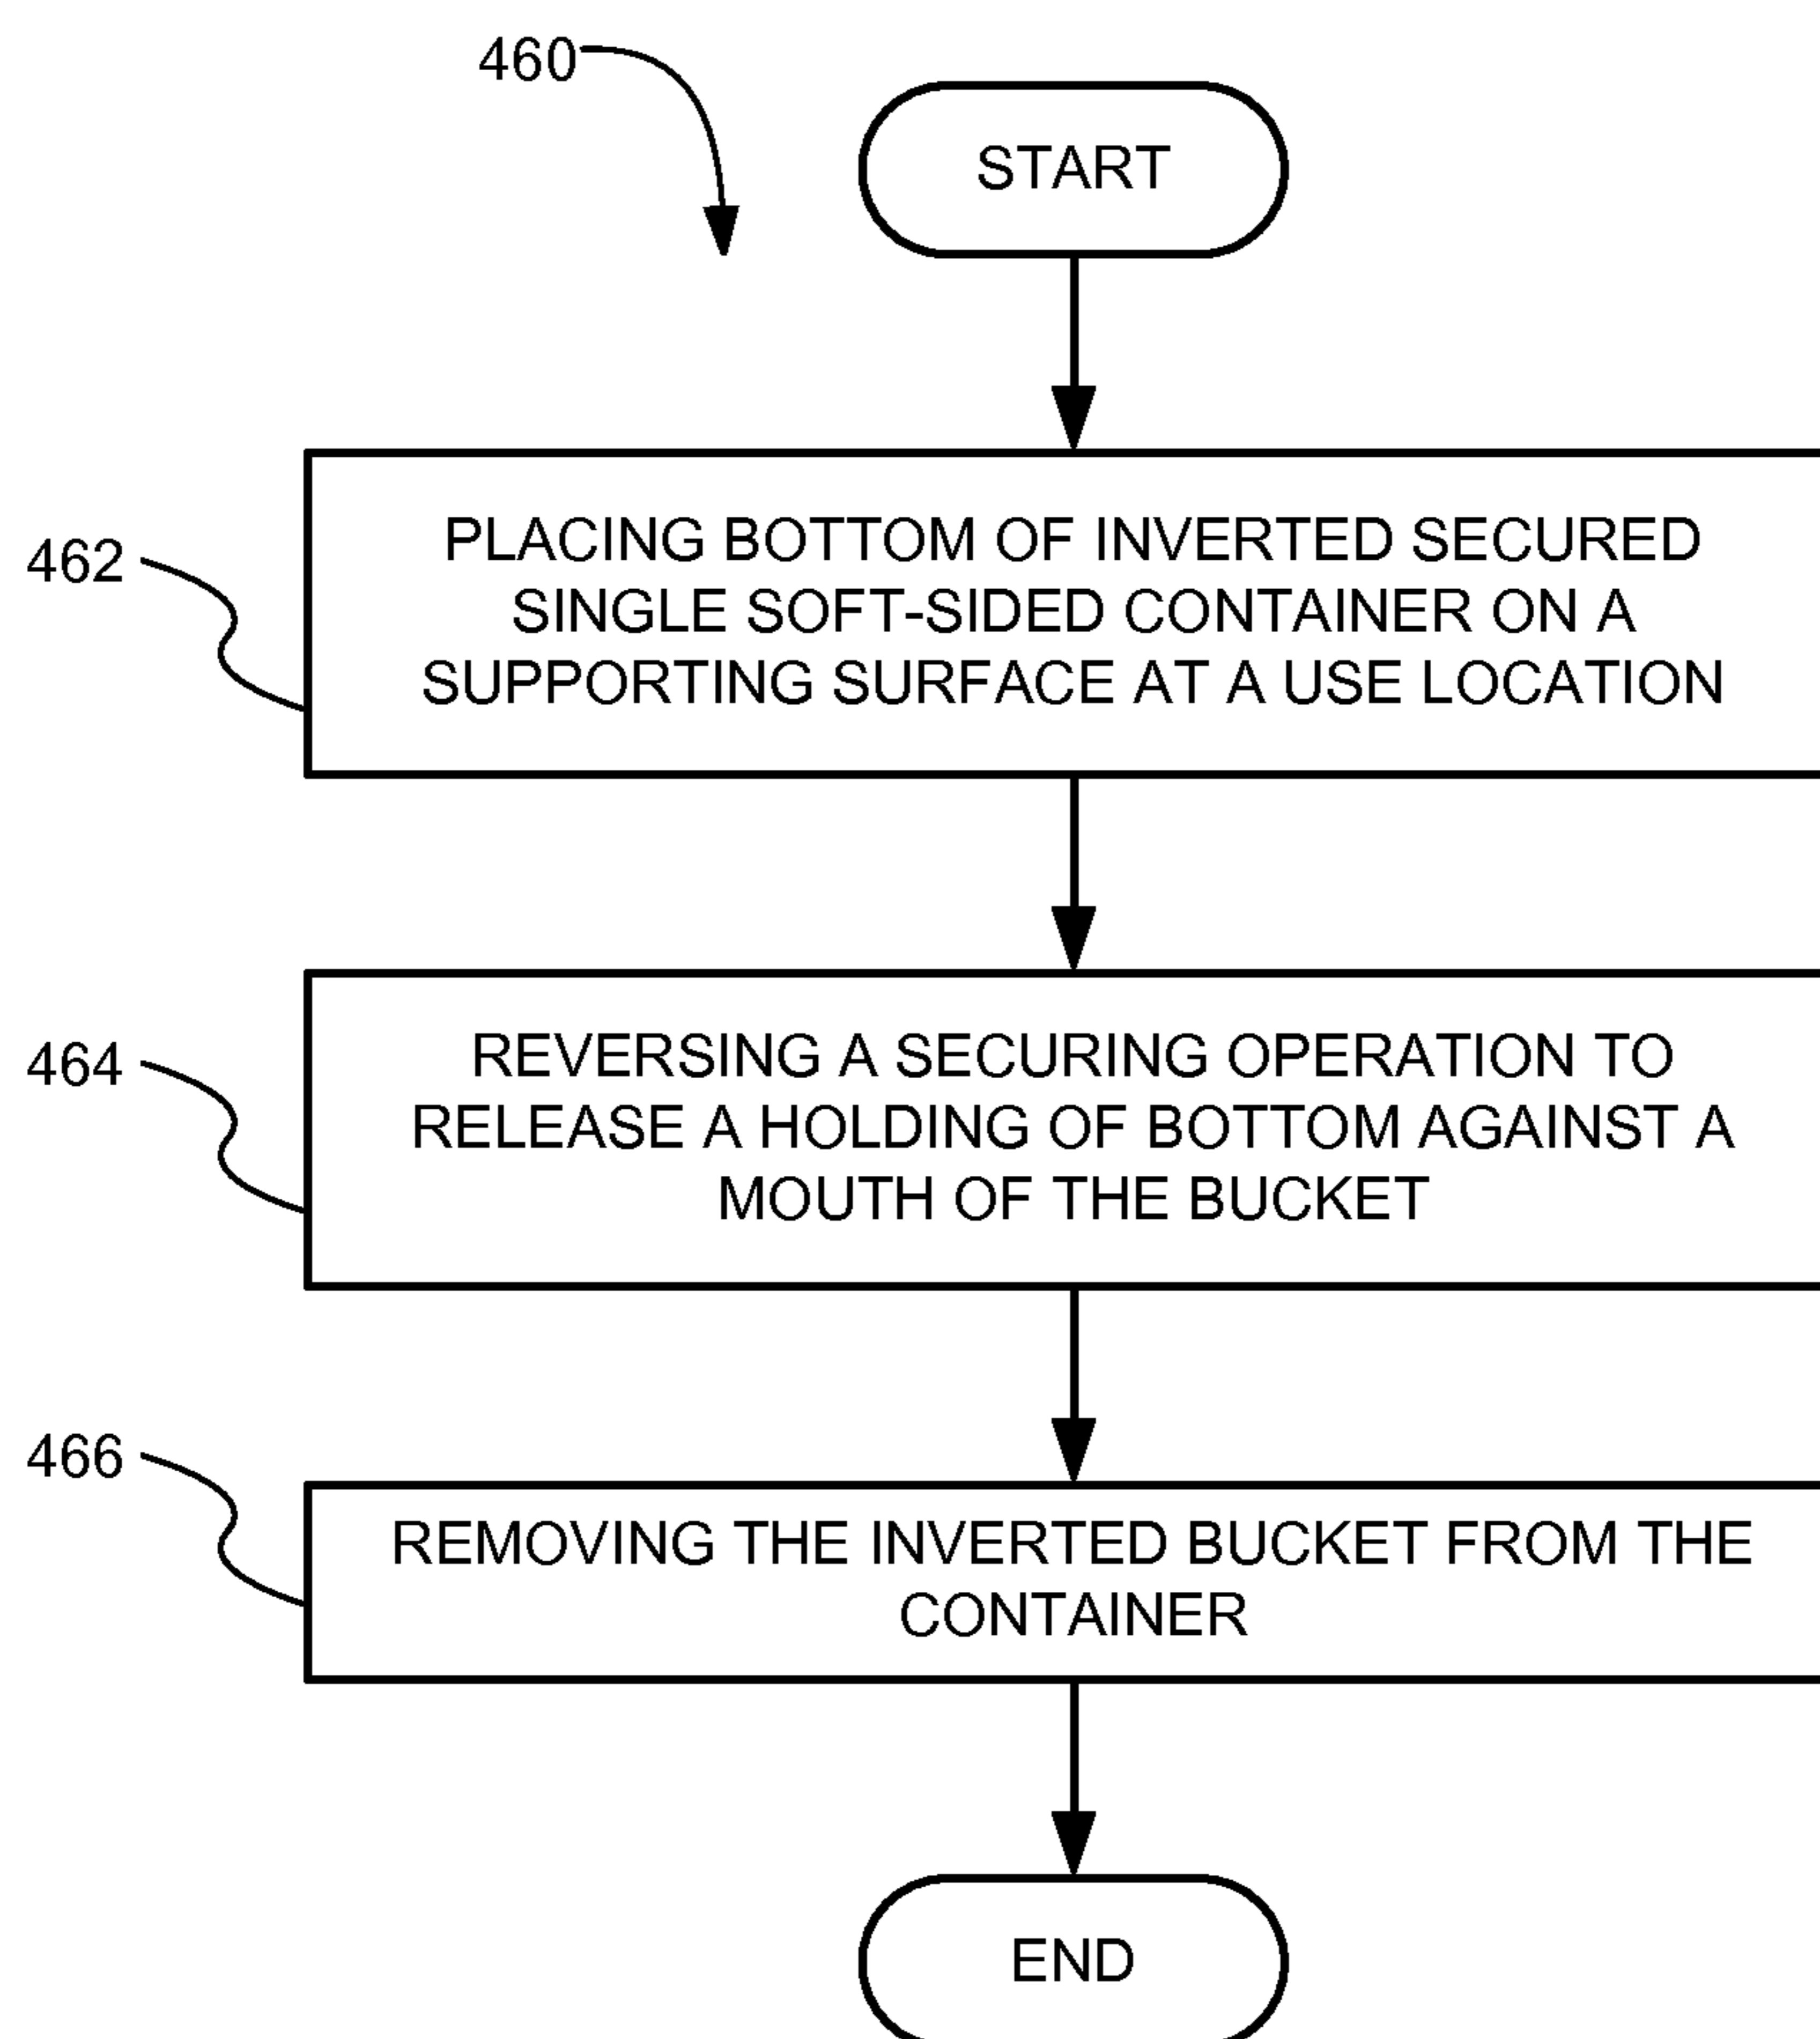 460
START
462
PLACING BOTTOM OF INVERTED SECURED
SINGLE SOFT-SIDED CONTAINER ON A
SUPPORTING SURFACE AT A USE LOCATION
464
REVERSING A SECURING OPERATION TO
RELEASE A HOLDING OF BOTTOM AGAINST A
MOUTH OF THE BUCKET
466
REMOVING THE INVERTED BUCKET FROM THE
CONTAINER
END